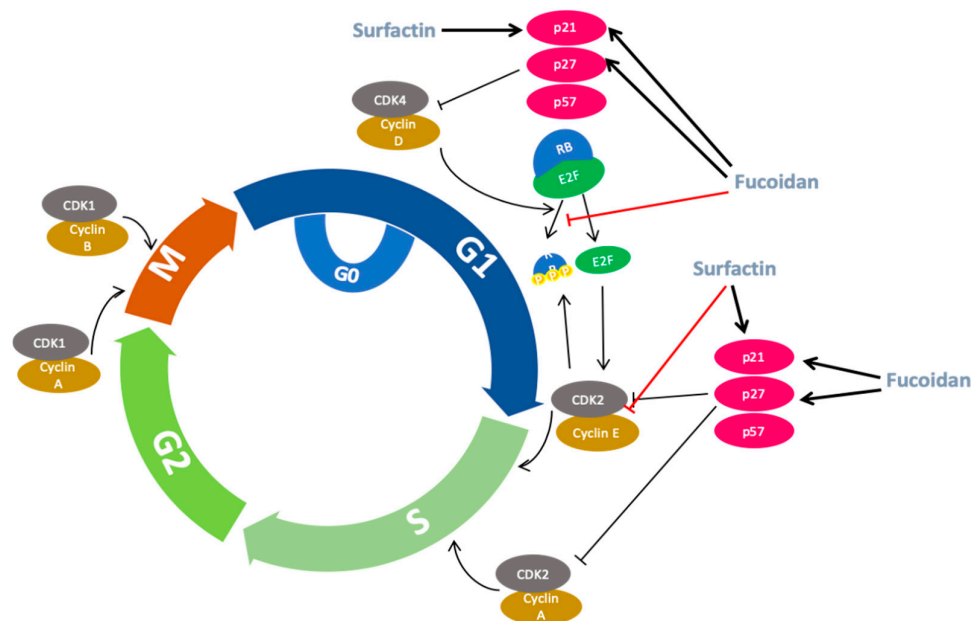 Surfactin
p21
p27
p57
CDK4
Cyclin
D
RB
E2F
Fucoidan
CDK1
Cyclin
B
M
G0
G1
R
B
P P P
E2F
Surfactin
CDK1
Cyclin
A
p21
p27
p57
Fucoidan
CDK2
Cyclin E
G2
S
CDK2
Cyclin
A